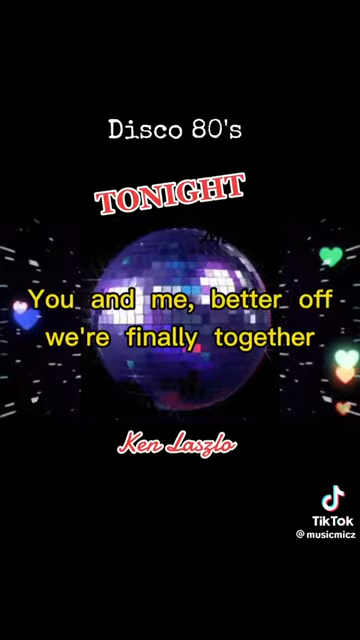 Disco 80's
TONIGHT
You and me, better off
we're finally together
Ken Laszlo
TikTok
@musicmicz